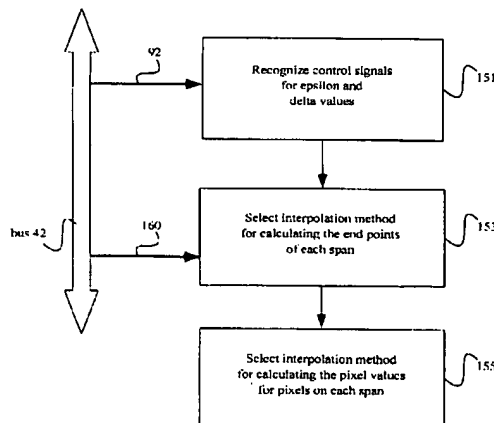 92
Recognize control signals
for epsilon and
delta values
151
bus 42
160
Select interpolation method
for calculating the end points
of each span
153
Select interpolation method
for calculating the pixel values
for pixels on each span
155